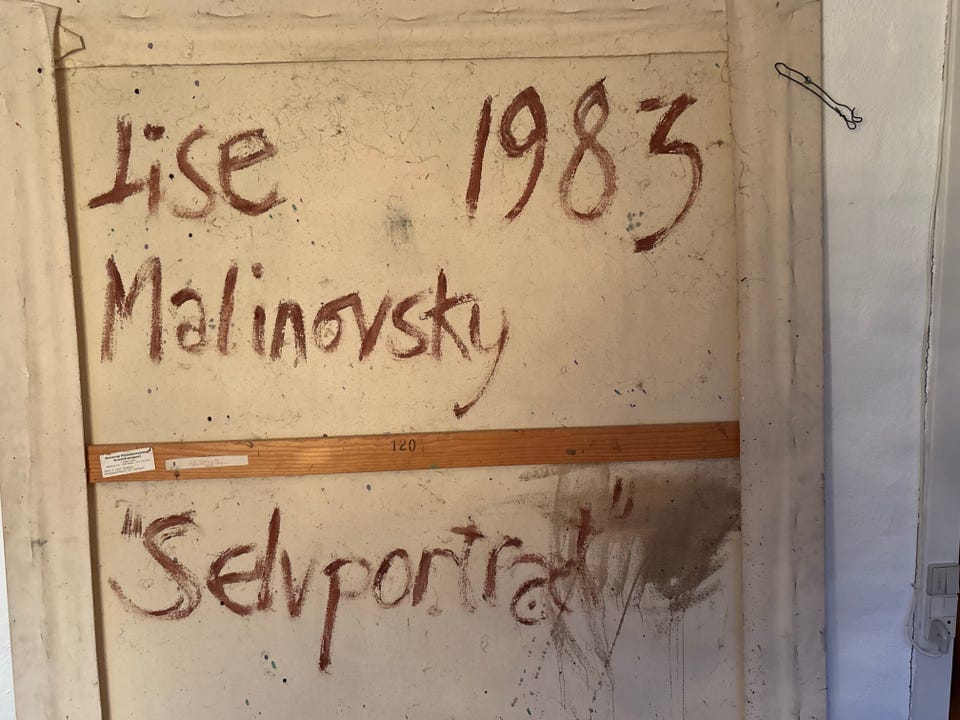 Lise 1983
Malinovsky
120
"Selvportræt"